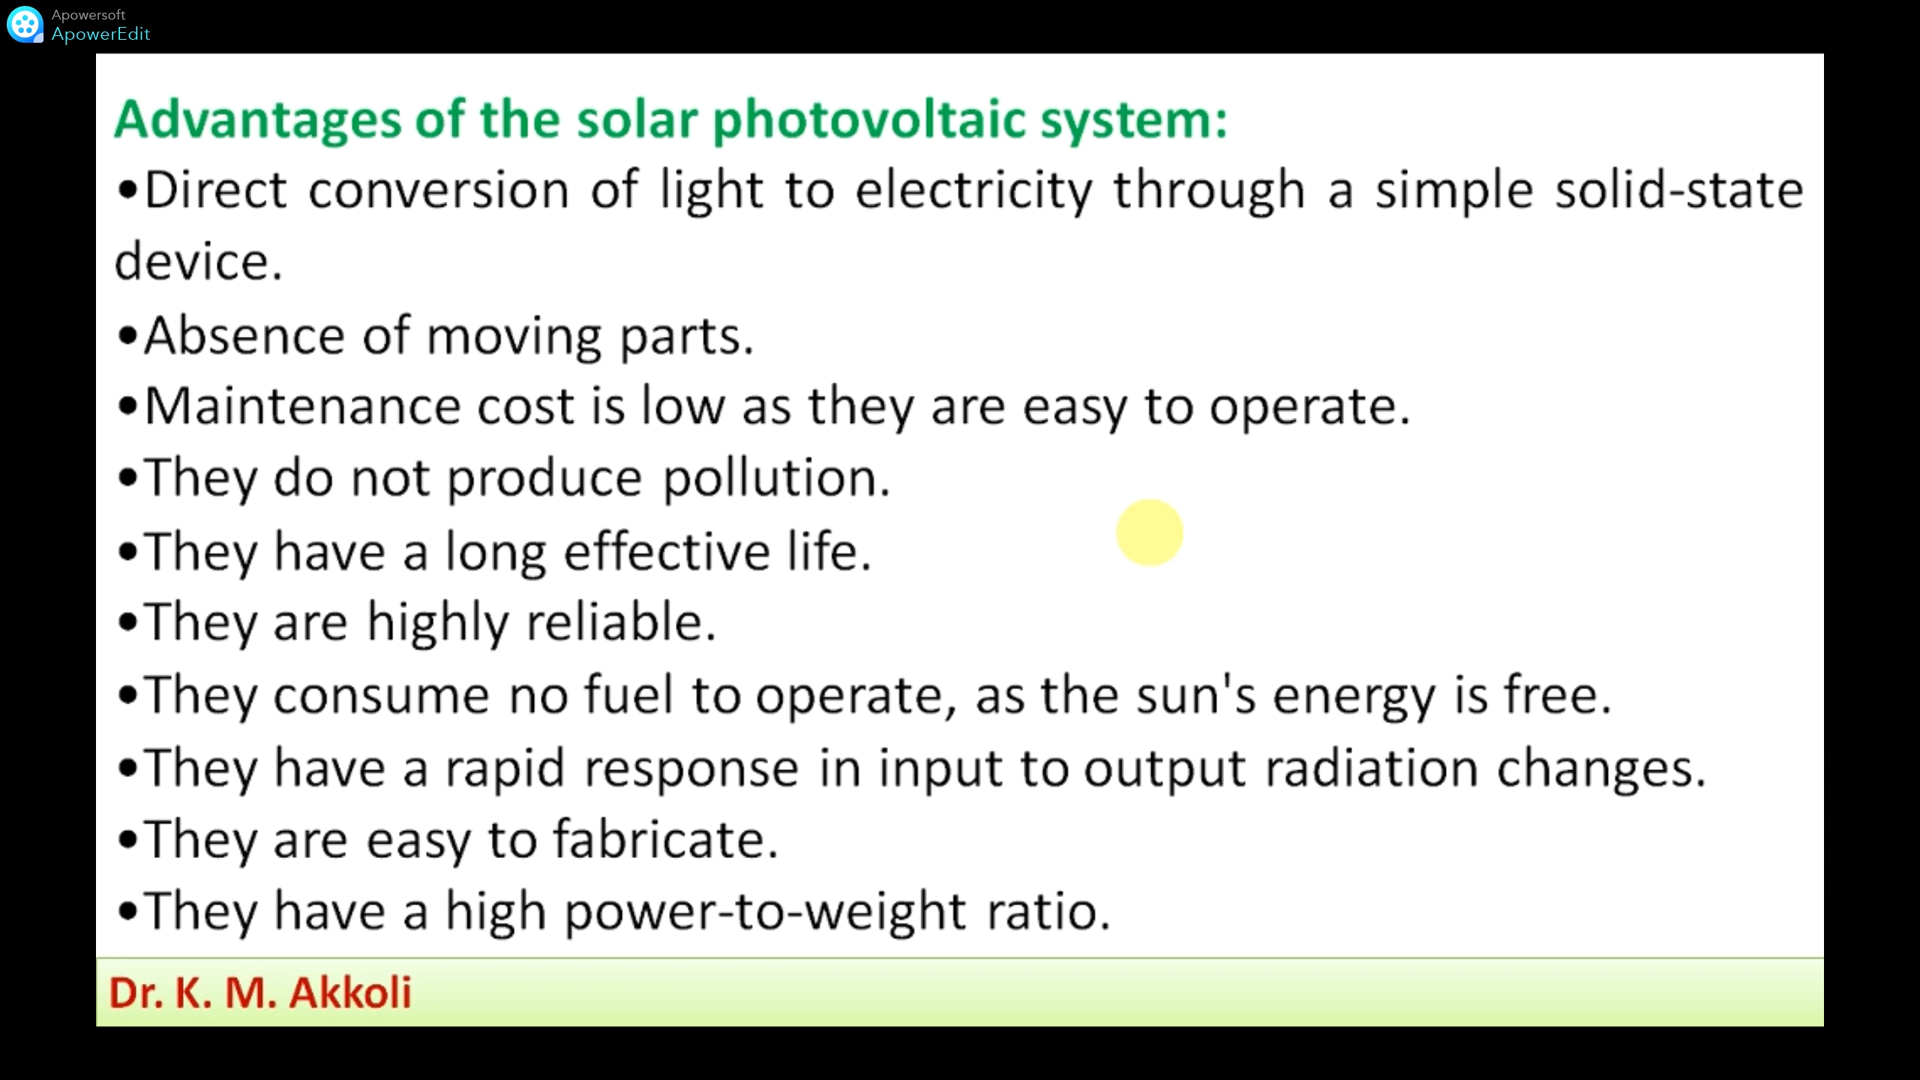 Apowersoft
ApowerEdit
Advantages of the solar photovoltaic system:
•Direct conversion of light to electricity through a simple solid-state
device.
•Absence of moving parts.
•Maintenance cost is low as they are easy to operate.
•They do not produce pollution.
•They have a long effective life.
•They are highly reliable.
•They consume no fuel to operate, as the sun's energy is free.
•They have a rapid response in input to output radiation changes.
•They are easy to fabricate.
•They have a high power-to-weight ratio.
Dr. K. M. Akkoli